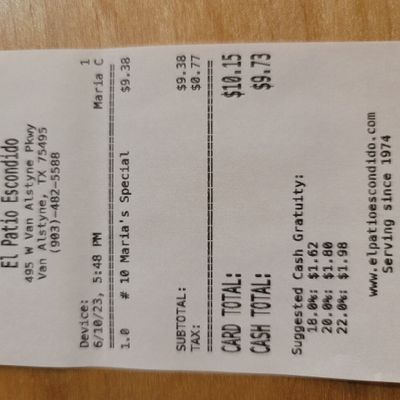 El Patio Escondido
495 W Van Alstyne Pkwy
Van Alstyne, TX 75495
(903)-482-5588
Device: 1
6/10/23, 5:48 PM Maria C
1.0 # 10 Maria's Special $9.38
SUBTOTAL: $9.38
TAX: $0.77
CARD TOTAL: $10.15
CASH TOTAL: $9.73
Suggested Cash Gratuity:
18.0%: $1.62
20.0%: $1.80
22.0%: $1.98
www.elpatioescondido.com
Serving since 1974